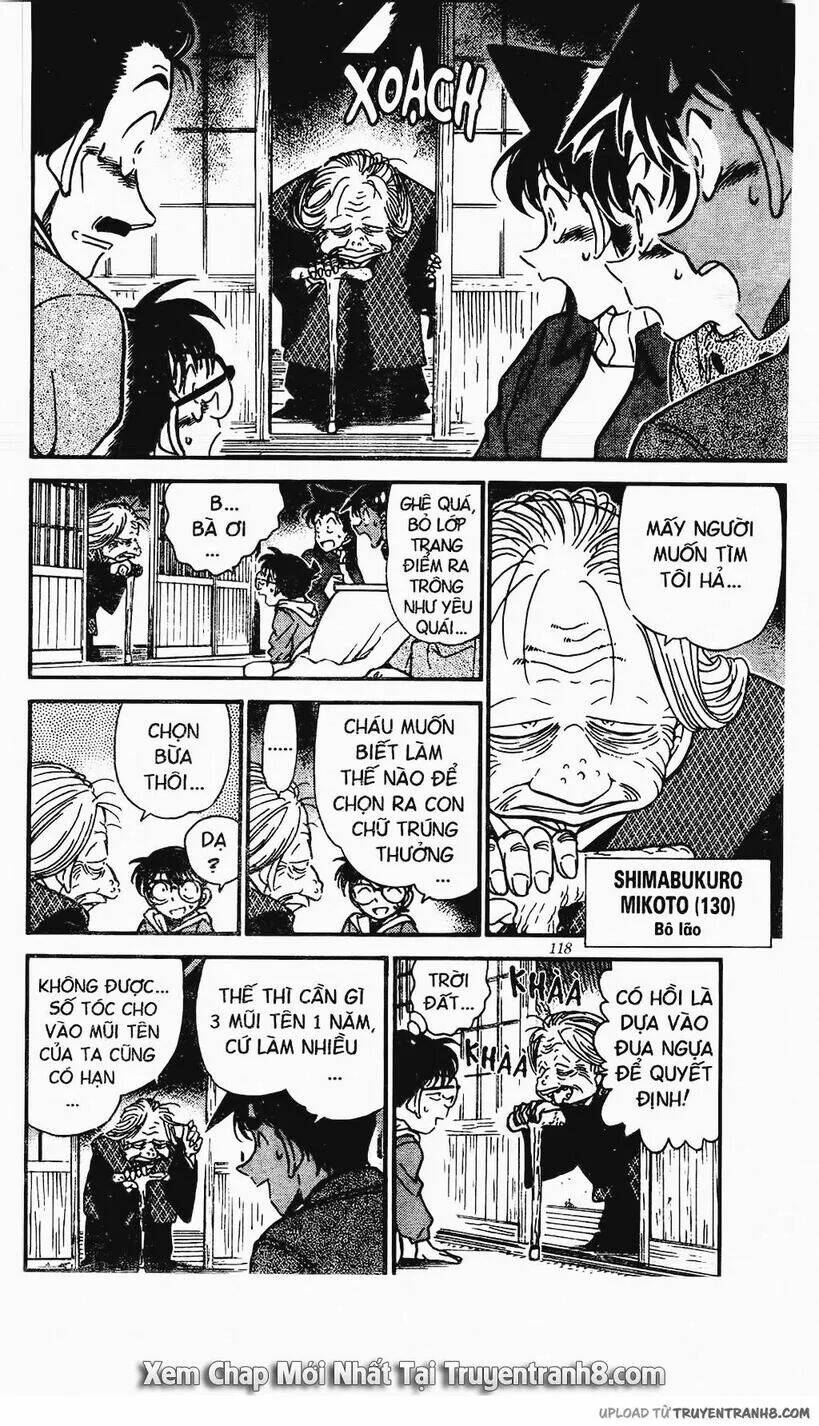 XOẠCH
MẤY NGƯỜI
MUỐN TÌM
TÔI HẢ...
GHÊ QUÁ,
BỎ LỚP
TRANG
ĐIỂM RA
TRÔNG
NHƯ YÊU
QUÁI...
B...
BÀ ƠI
...
SHIMABUKURO
MIKOTO (130)
Bô lão
CHÁU MUỐN
BIẾT LÀM
THẾ NÀO ĐỂ
CHỌN RA CON
CHỮ TRÚNG
THƯỞNG
...
......
CHỌN
BỪA
THÔI...
DẠ
?
118
CÓ HỒI LÀ
DỰA VÀO
ĐUA NGỰA
ĐỂ QUYẾT
ĐỊNH!
KHÀÀ
KHÀÀ
TRỜI
ĐẤT...
THẾ THÌ CẦN GÌ
3 MŨI TÊN 1 NĂM,
CỨ LÀM NHIỀU
...
KHÔNG ĐƯỢC...
SỐ TÓC CHO
VÀO MŨI TÊN
CỦA TA CŨNG
CÓ HẠN
...
Xem Chap Mới Nhất Tại Truyentranh8.com
UPLOAD TỪ TRUYENTRANH8.COM